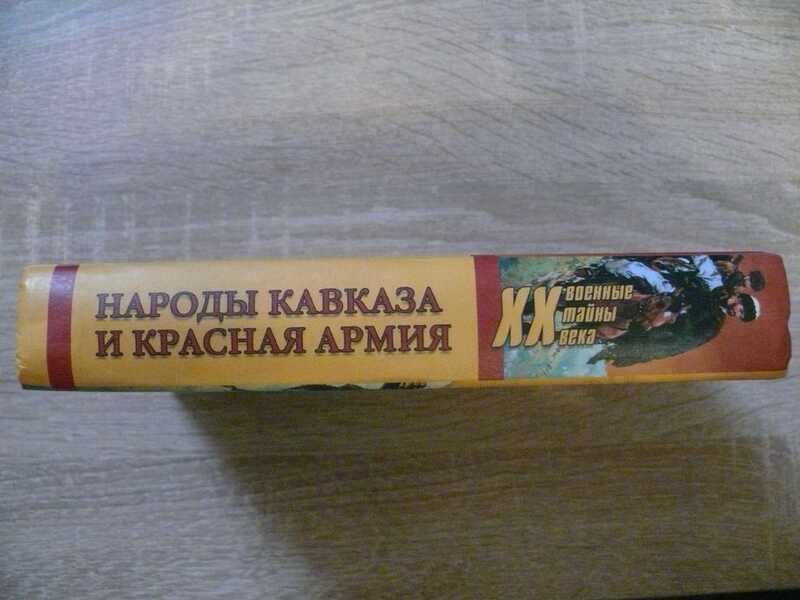 НАРОДЫ КАВКАЗА
И КРАСНАЯ АРМИЯ
ВОЕННЫЕ
ТАЙНЫ
XX века